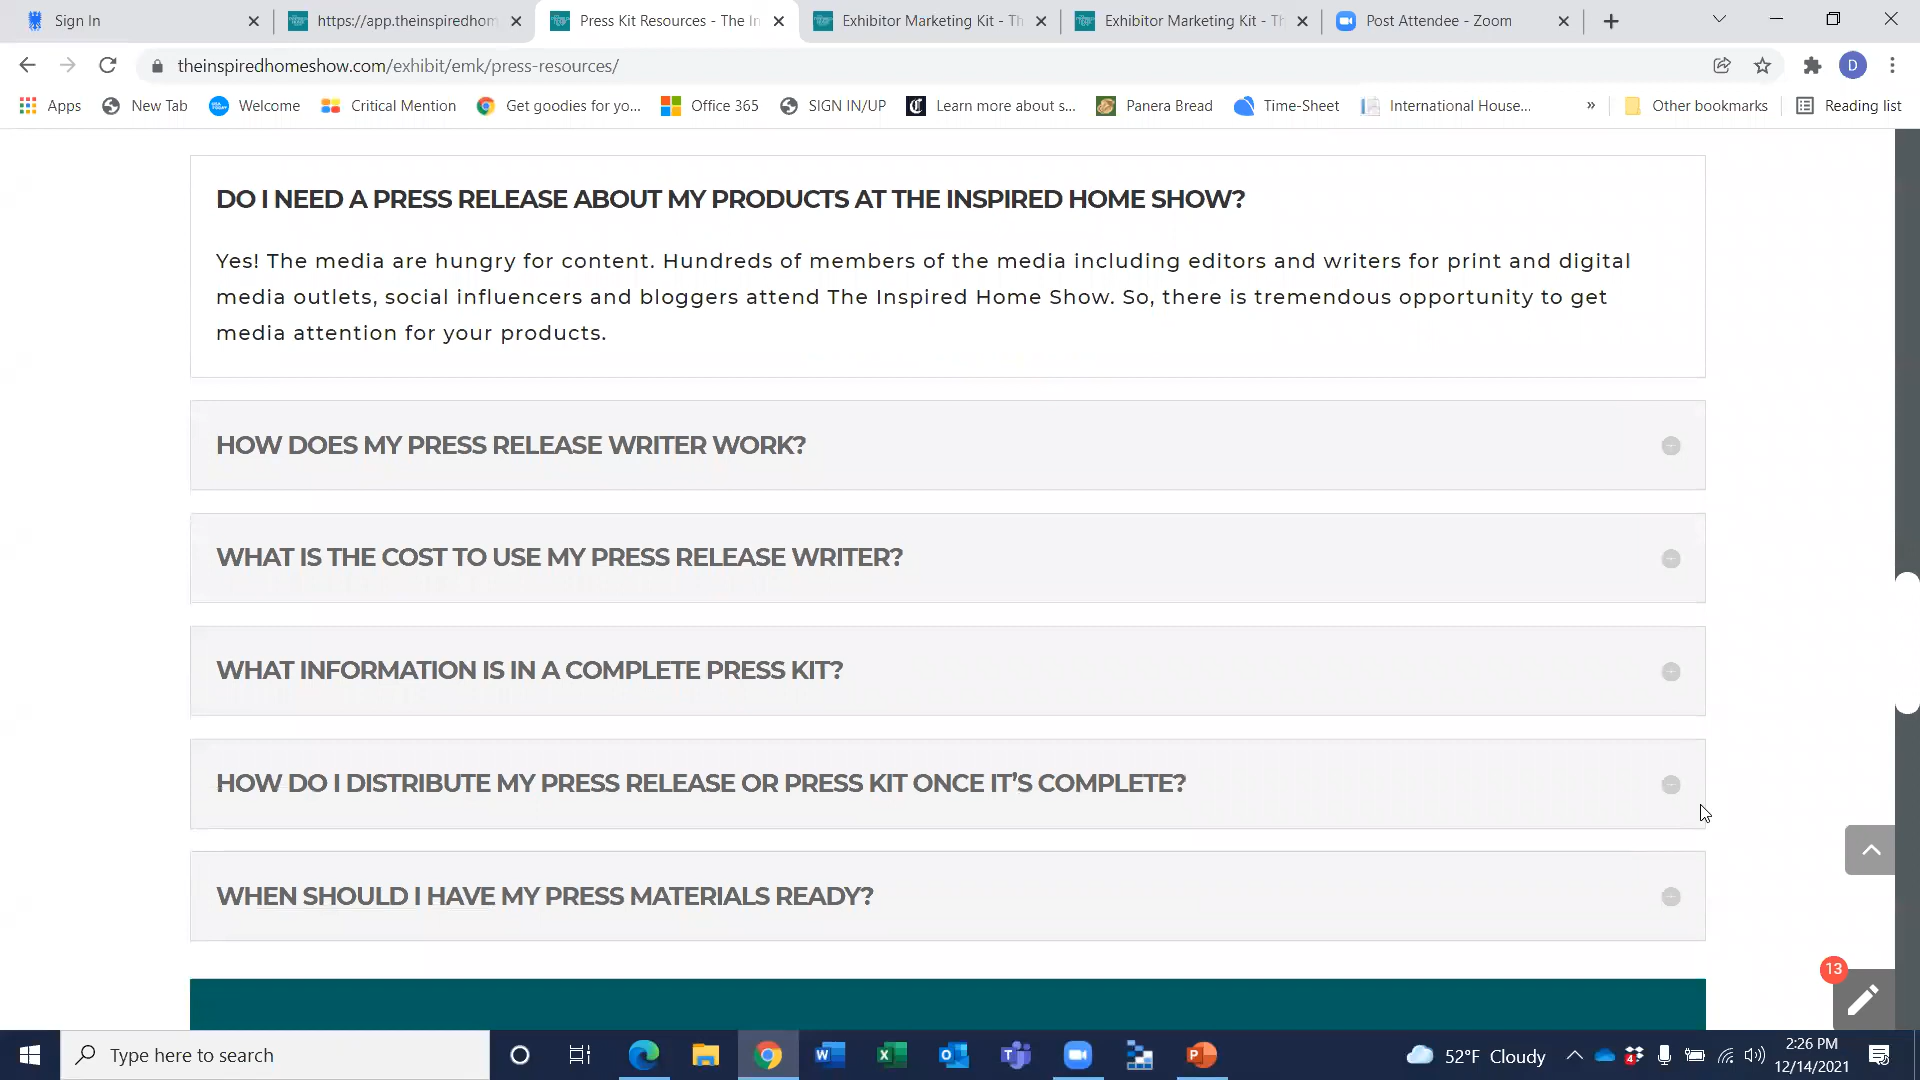 Sign In
https://app.theinspiredhom
Press Kit Resources - The In
Exhibitor Marketing Kit - Th
Exhibitor Marketing Kit - Th
Post Attendee - Zoom
theinspiredhomeshow.com/exhibit/emk/press-resources/
D
Apps
New Tab
Welcome
Critical Mention
Get goodies for yo...
Office 365
SIGN IN/UP
Learn more about s...
Panera Bread
Time-Sheet
International House...
»
Other bookmarks
Reading list
DO I NEED A PRESS RELEASE ABOUT MY PRODUCTS AT THE INSPIRED HOME SHOW?
Yes! The media are hungry for content. Hundreds of members of the media including editors and writers for print and digital
media outlets, social influencers and bloggers attend The Inspired Home Show. So, there is tremendous opportunity to get
media attention for your products.
HOW DOES MY PRESS RELEASE WRITER WORK?
WHAT IS THE COST TO USE MY PRESS RELEASE WRITER?
WHAT INFORMATION IS IN A COMPLETE PRESS KIT?
HOW DO I DISTRIBUTE MY PRESS RELEASE OR PRESS KIT ONCE IT’S COMPLETE?
WHEN SHOULD I HAVE MY PRESS MATERIALS READY?
13
Type here to search
52°F Cloudy
4
2:26 PM
12/14/2021